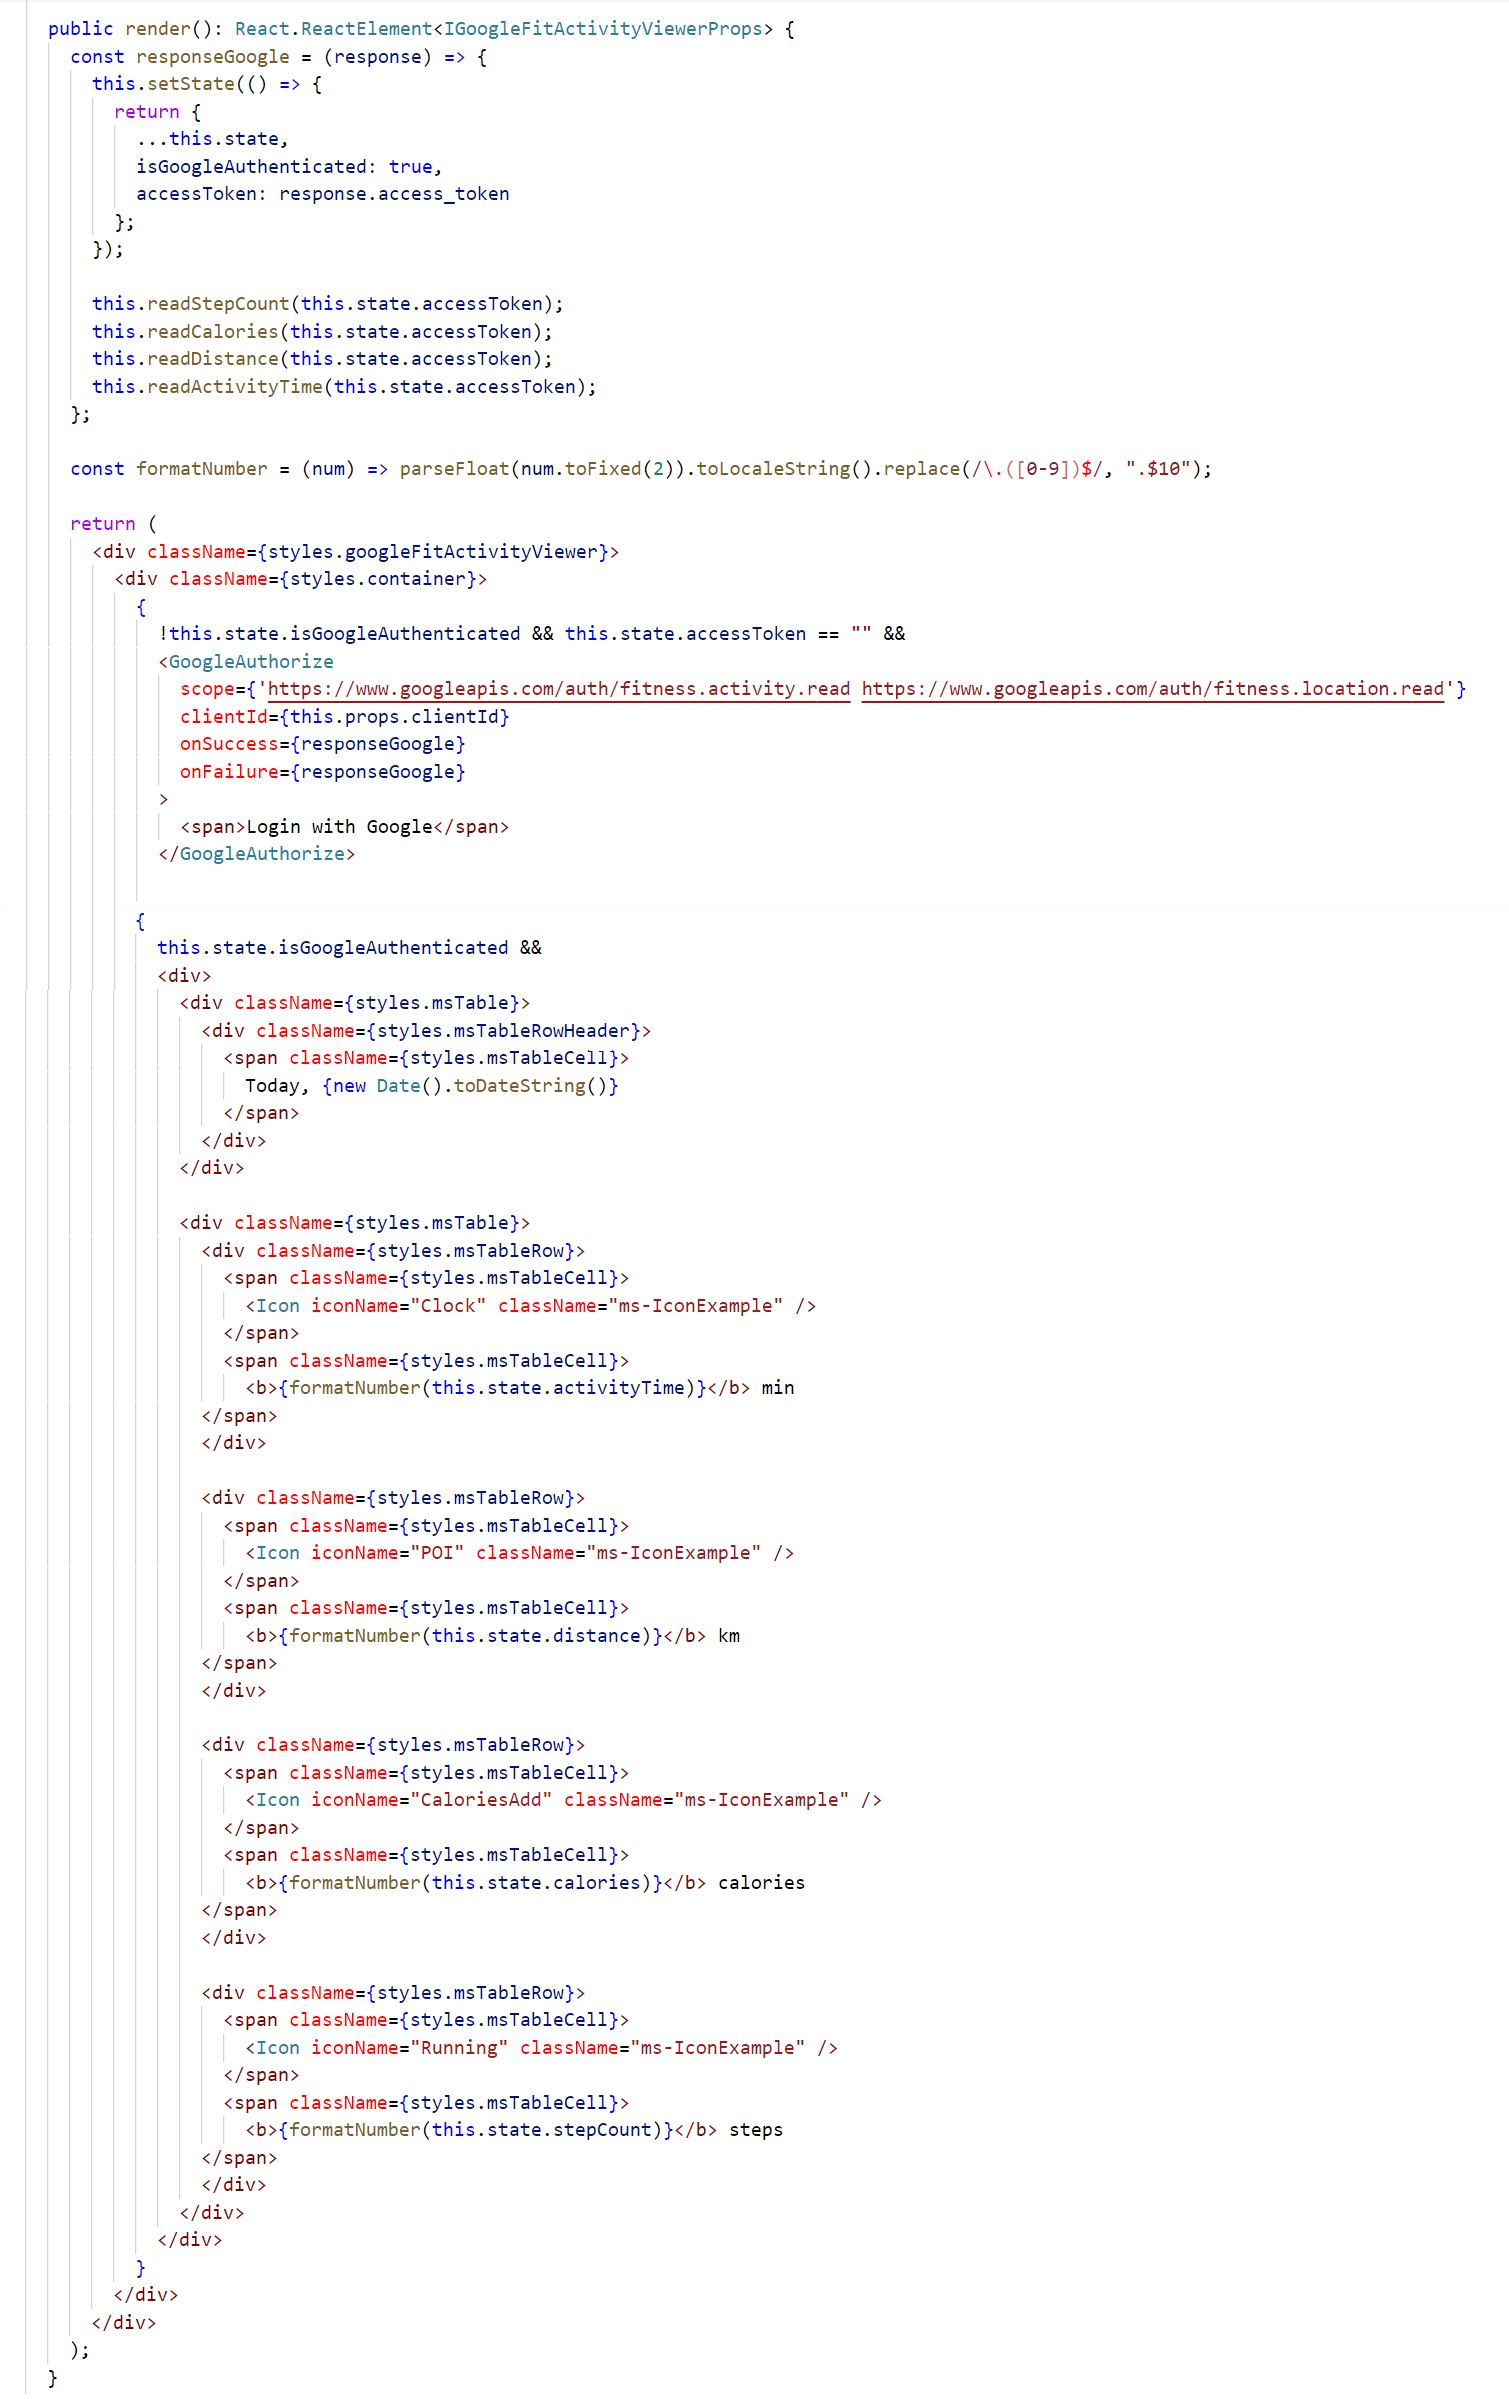 public render(): React.ReactElement<IGoogleFitActivityViewerProps> {
  const responseGoogle = (response) => {
    this.setState(() => {
      return {
        ...this.state,
        isGoogleAuthenticated: true,
        accessToken: response.access_token
      };
    });

    this.readStepCount(this.state.accessToken);
    this.readCalories(this.state.accessToken);
    this.readDistance(this.state.accessToken);
    this.readActivityTime(this.state.accessToken);
  };

  const formatNumber = (num) => parseFloat(num.toFixed(2)).toLocaleString().replace(/\.([0-9])$/, ".$10");

  return (
    <div className={styles.googleFitActivityViewer}>
      <div className={styles.container}>
        {
          !this.state.isGoogleAuthenticated && this.state.accessToken == "" &&
          <GoogleAuthorize
            scope={'https://www.googleapis.com/auth/fitness.activity.read https://www.googleapis.com/auth/fitness.location.read'}
            clientId={this.props.clientId}
            onSuccess={responseGoogle}
            onFailure={responseGoogle}
          >
            <span>Login with Google</span>
          </GoogleAuthorize>

        {
          this.state.isGoogleAuthenticated &&
          <div>
            <div className={styles.msTable}>
              <div className={styles.msTableRowHeader}>
                <span className={styles.msTableCell}>
                  Today, {new Date().toDateString()}
                </span>
              </div>
            </div>

            <div className={styles.msTable}>
              <div className={styles.msTableRow}>
                <span className={styles.msTableCell}>
                  <Icon iconName="Clock" className="ms-IconExample" />
                </span>
                <span className={styles.msTableCell}>
                  <b>{formatNumber(this.state.activityTime)}</b> min
              </span>
              </div>

              <div className={styles.msTableRow}>
                <span className={styles.msTableCell}>
                  <Icon iconName="POI" className="ms-IconExample" />
                </span>
                <span className={styles.msTableCell}>
                  <b>{formatNumber(this.state.distance)}</b> km
              </span>
              </div>

              <div className={styles.msTableRow}>
                <span className={styles.msTableCell}>
                  <Icon iconName="CaloriesAdd" className="ms-IconExample" />
                </span>
                <span className={styles.msTableCell}>
                  <b>{formatNumber(this.state.calories)}</b> calories
              </span>
              </div>

              <div className={styles.msTableRow}>
                <span className={styles.msTableCell}>
                  <Icon iconName="Running" className="ms-IconExample" />
                </span>
                <span className={styles.msTableCell}>
                  <b>{formatNumber(this.state.stepCount)}</b> steps
              </span>
              </div>
            </div>
          </div>
        }
      </div>
    </div>
  );
}